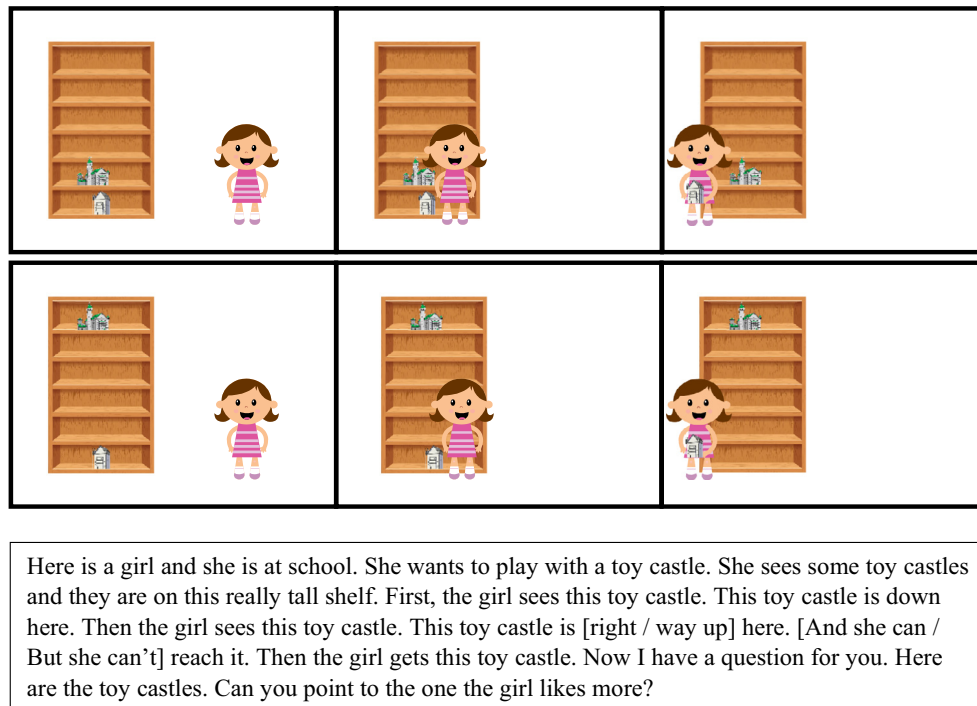 Here is a girl and she is at school. She wants to play with a toy castle. She sees some toy castles
and they are on this really tall shelf. First, the girl sees this toy castle. This toy castle is down
here. Then the girl sees this toy castle. This toy castle is [right / way up] here. [And she can /
But she can’t] reach it. Then the girl gets this toy castle. Now I have a question for you. Here
are the toy castles. Can you point to the one the girl likes more?